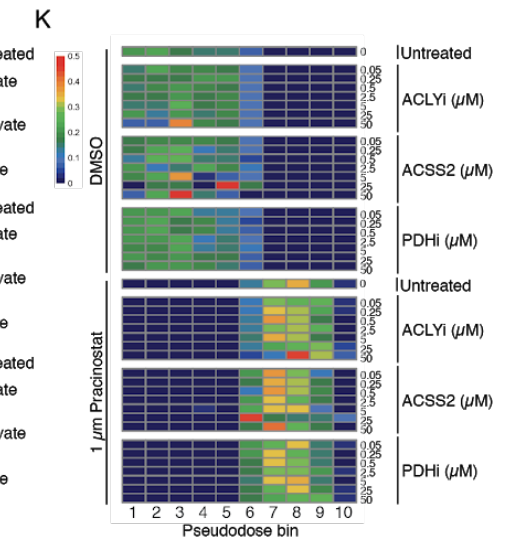 K
eated
ate
vate
e
eated
ate
vate
e
eated
ate
vate
e
0.5
0.4
0.3
0.2
0.1
0
DMSO
1 µm Pracinostat
0
Untreated
0.05
0.25
0.5
2.5
5
25
50
ACLYi (µM)
0.05
0.25
0.5
2.5
5
25
50
ACSS2 (µM)
0.05
0.25
0.5
2.5
5
25
50
PDHi (µM)
0
Untreated
0.05
0.25
0.5
2.5
5
25
50
ACLYi (µM)
0.05
0.25
0.5
2.5
5
25
50
ACSS2 (µM)
0.05
0.25
0.5
2.5
5
25
50
PDHi (µM)
1 2 3 4 5 6 7 8 9 10
Pseudodose bin